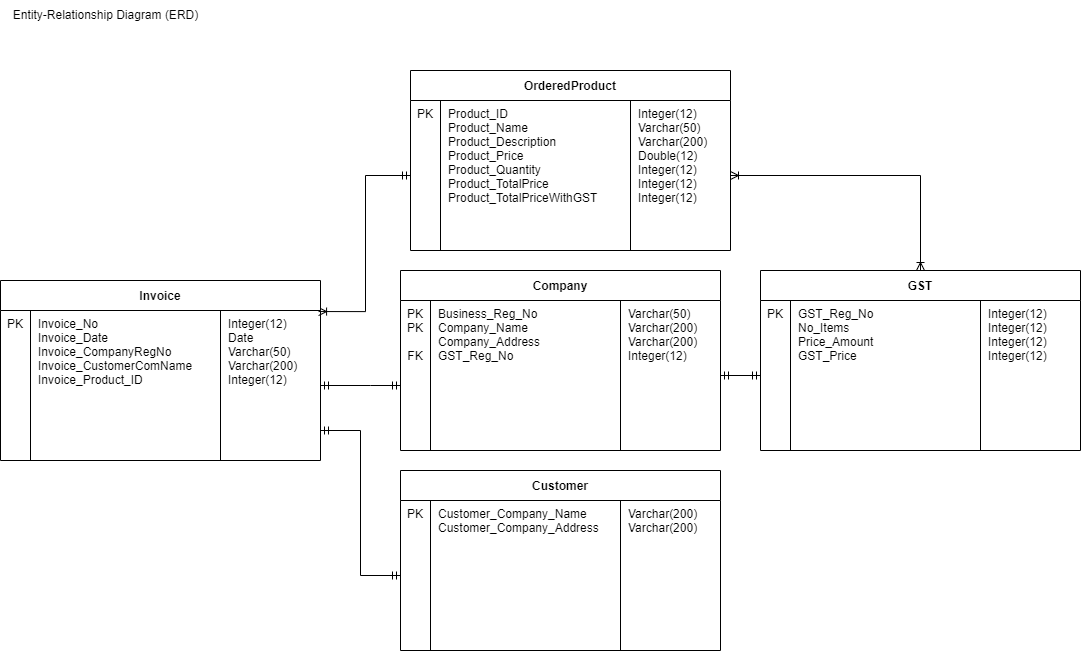 Entity-Relationship Diagram (ERD)
OrderedProduct
PK Product_ID Integer(12)
Product_Name Varchar(50)
Product_Description Varchar(200)
Product_Price Double(12)
Product_Quantity Integer(12)
Product_TotalPrice Integer(12)
Product_TotalPriceWithGST Integer(12)
Invoice
PK Invoice_No Integer(12)
Invoice_Date Date
Invoice_CompanyRegNo Varchar(50)
Invoice_CustomerComName Varchar(200)
Invoice_Product_ID Integer(12)
Company
PK Business_Reg_No Varchar(50)
PK Company_Name Varchar(200)
Company_Address Varchar(200)
FK GST_Reg_No Integer(12)
GST
PK GST_Reg_No Integer(12)
No_Items Integer(12)
Price_Amount Integer(12)
GST_Price Integer(12)
Customer
PK Customer_Company_Name Varchar(200)
Customer_Company_Address Varchar(200)